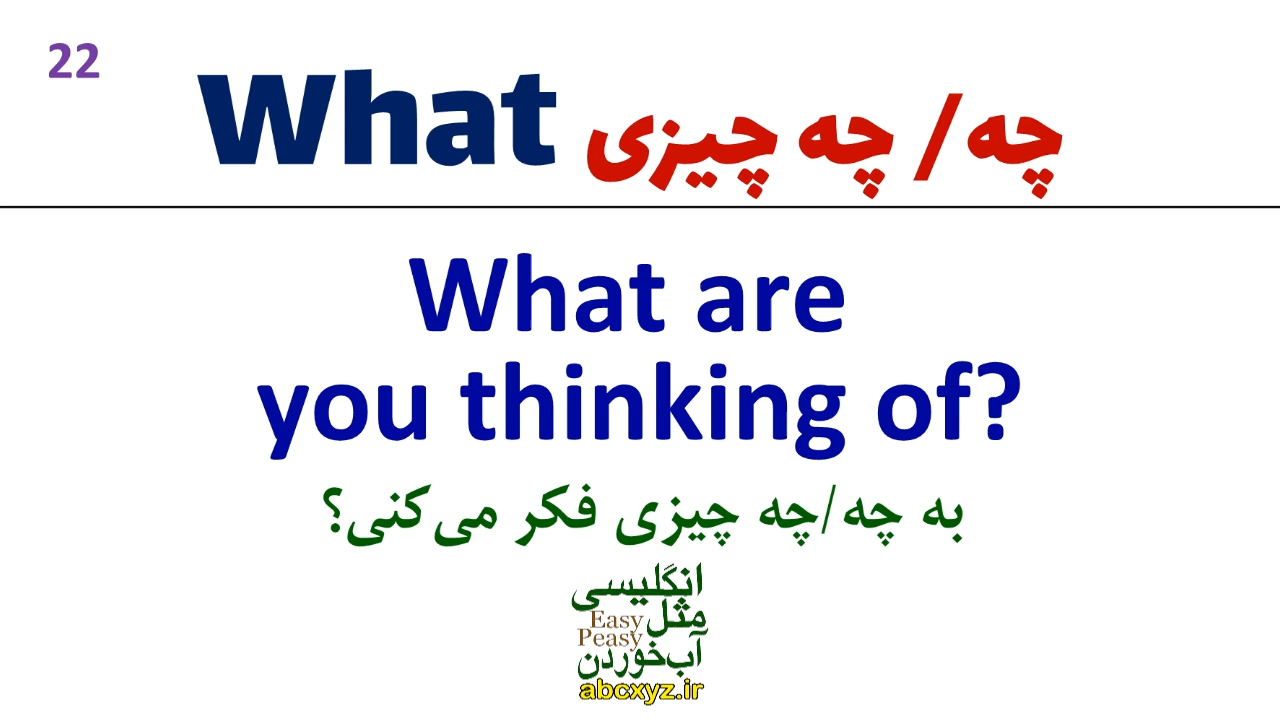 22
What چه/ چه چیزی
What are
you thinking of?
به چه/چه چیزی فکر می‌کنی؟
انگلیسی
مثل
Easy
Peasy
آب‌خوردن
abcxyz.ir